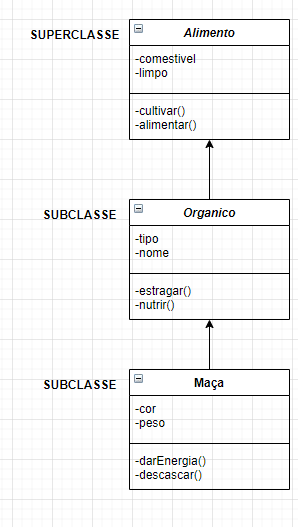 SUPERCLASSE
Alimento
-comestivel
-limpo
-cultivar()
-alimentar()
SUBCLASSE
Organico
-tipo
-nome
-estragar()
-nutrir()
SUBCLASSE
Maça
-cor
-peso
-darEnergia()
-descascar()